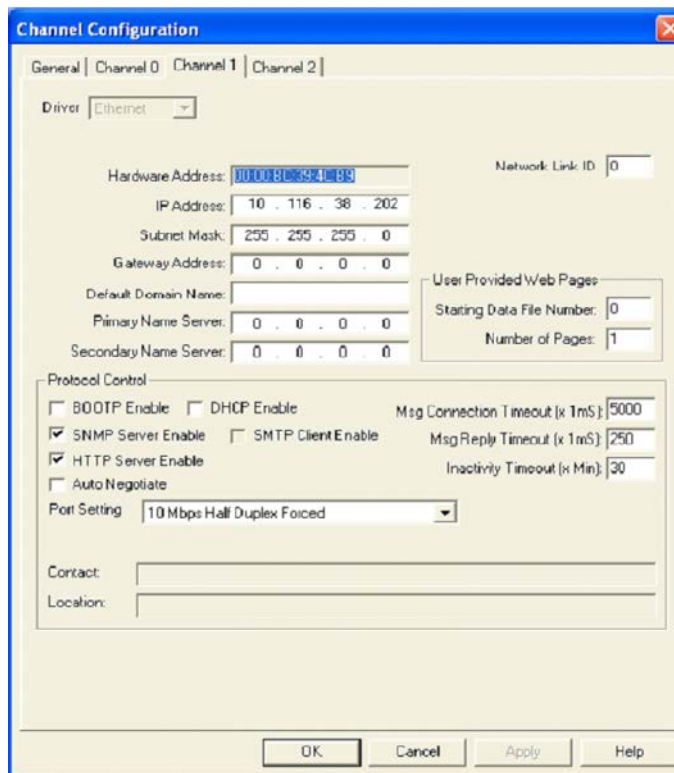 Channel Configuration
General Channel 0 Channel 1 Channel 2
Driver Ethernet
Hardware Address: 00:00:BC:39:4C:B9
Network Link ID 0
IP Address: 10 . 116 . 38 . 202
Subnet Mask: 255 . 255 . 255 . 0
Gateway Address: 0 . 0 . 0 . 0
Default Domain Name:
Primary Name Server: 0 . 0 . 0 . 0
Secondary Name Server: 0 . 0 . 0 . 0
User Provided Web Pages
Starting Data File Number: 0
Number of Pages: 1
Protocol Control
BOOTP Enable DHCP Enable
SNMP Server Enable SMTP Client Enable
HTTP Server Enable
Auto Negotiate
Msg Connection Timeout (x 1mS): 5000
Msg Reply Timeout (x 1mS): 250
Inactivity Timeout (x Min): 30
Port Setting 10 Mbps Half Duplex Forced
Contact:
Location:
OK Cancel Apply Help